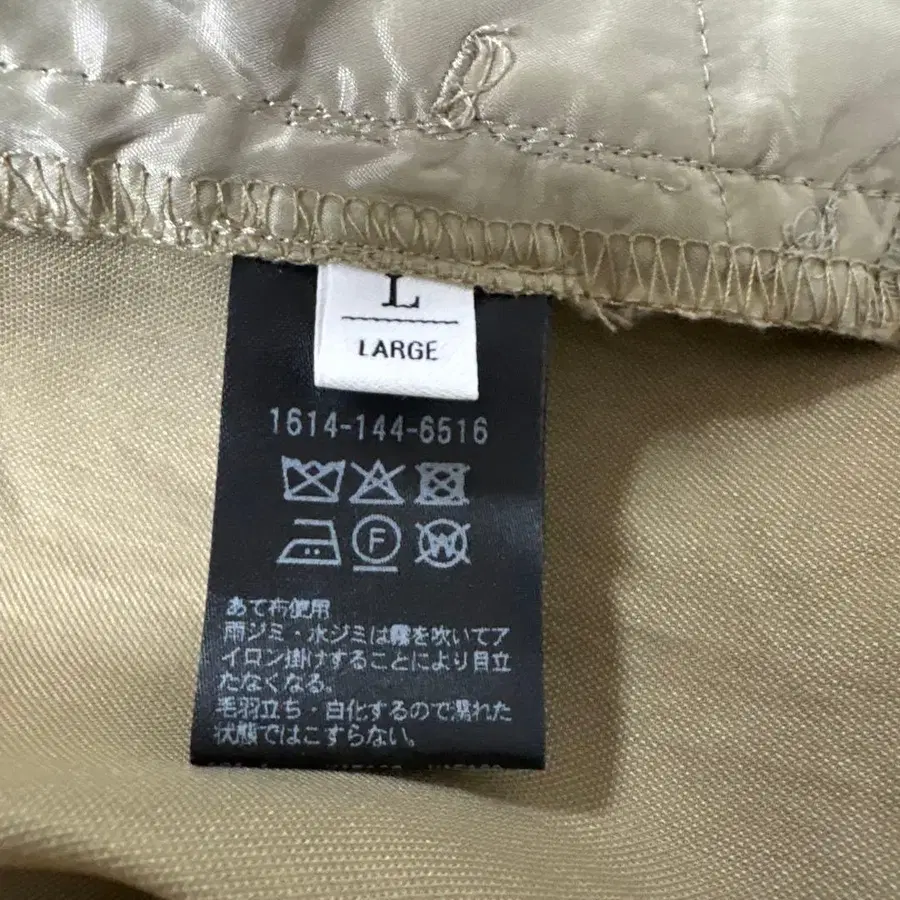 L
LARGE
1614-144-6516
F
W
あて布使用
雨ジミ・水ジミは霧を吹いてア
イロン掛けすることにより目立
たなくなる。
毛羽立ち・白化するので濡れた
状態ではこすらない。